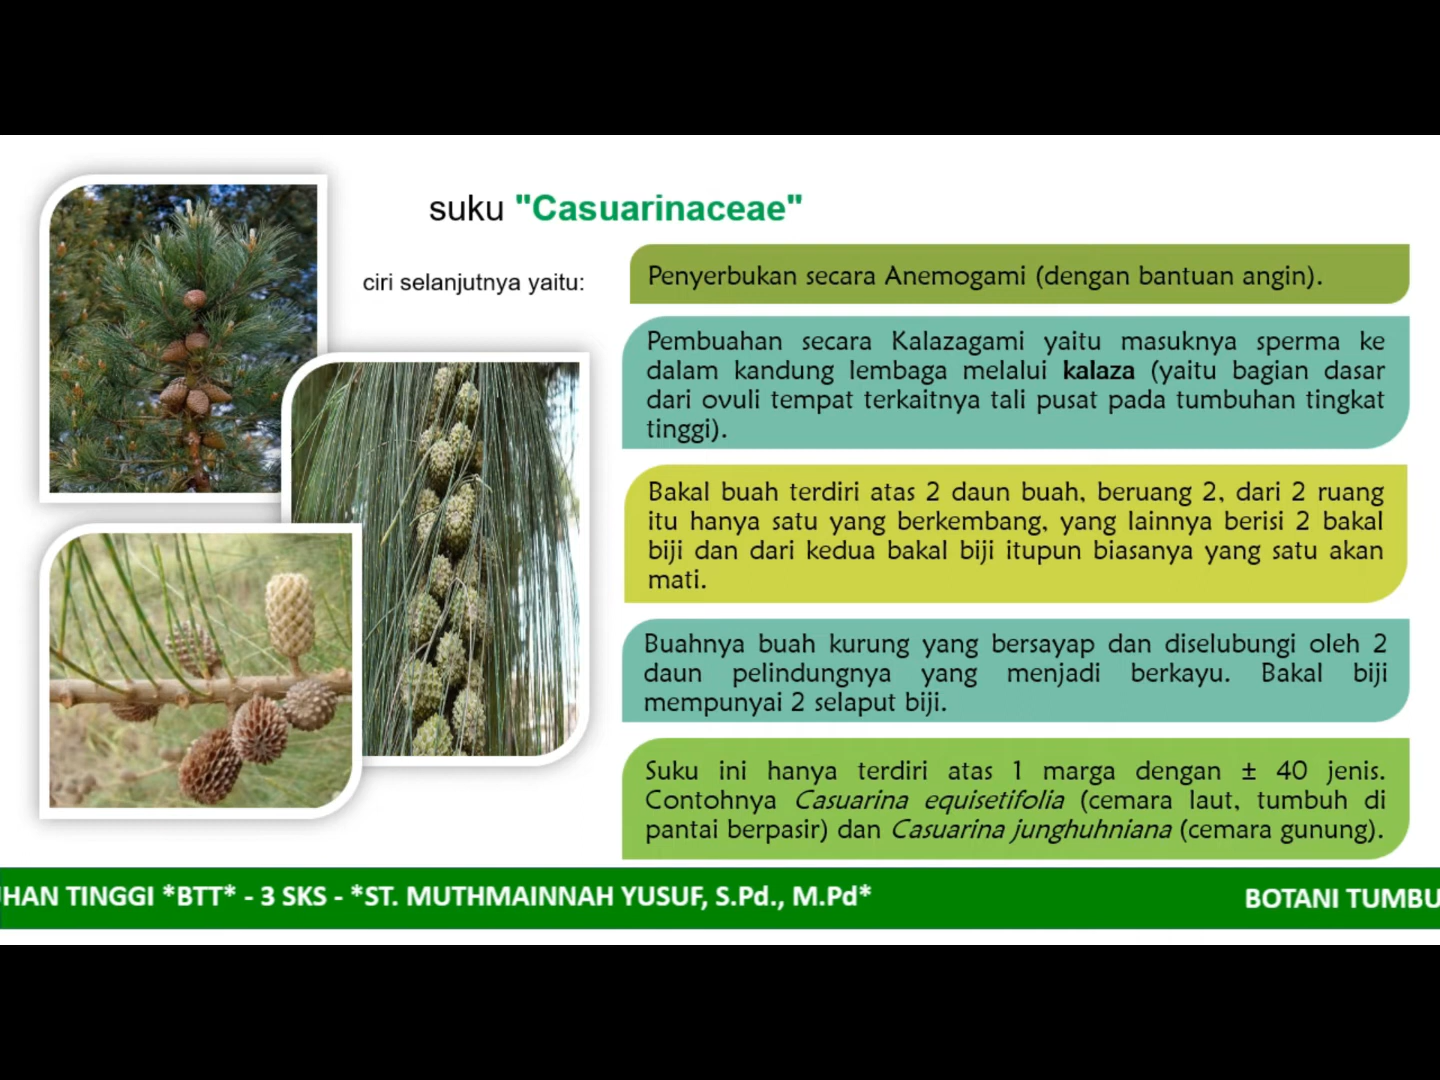 suku "Casuarinaceae"
ciri selanjutnya yaitu:
Penyerbukan secara Anemogami (dengan bantuan angin).
Pembuahan secara Kalazagami yaitu masuknya sperma ke
dalam kandung lembaga melalui kalaza (yaitu bagian dasar
dari ovuli tempat terkaitnya tali pusat pada tumbuhan tingkat
tinggi).
Bakal buah terdiri atas 2 daun buah, beruang 2, dari 2 ruang
itu hanya satu yang berkembang, yang lainnya berisi 2 bakal
biji dan dari kedua bakal biji itupun biasanya yang satu akan
mati.
Buahnya buah kurung yang bersayap dan diselubungi oleh 2
daun pelindungnya yang menjadi berkayu. Bakal biji
mempunyai 2 selaput biji.
Suku ini hanya terdiri atas 1 marga dengan ± 40 jenis.
Contohnya Casuarina equisetifolia (cemara laut, tumbuh di
pantai berpasir) dan Casuarina junghuhniana (cemara gunung).
UHAN TINGGI *BTT* - 3 SKS - *ST. MUTHMAINNAH YUSUF, S.Pd., M.Pd*
BOTANI TUMBU